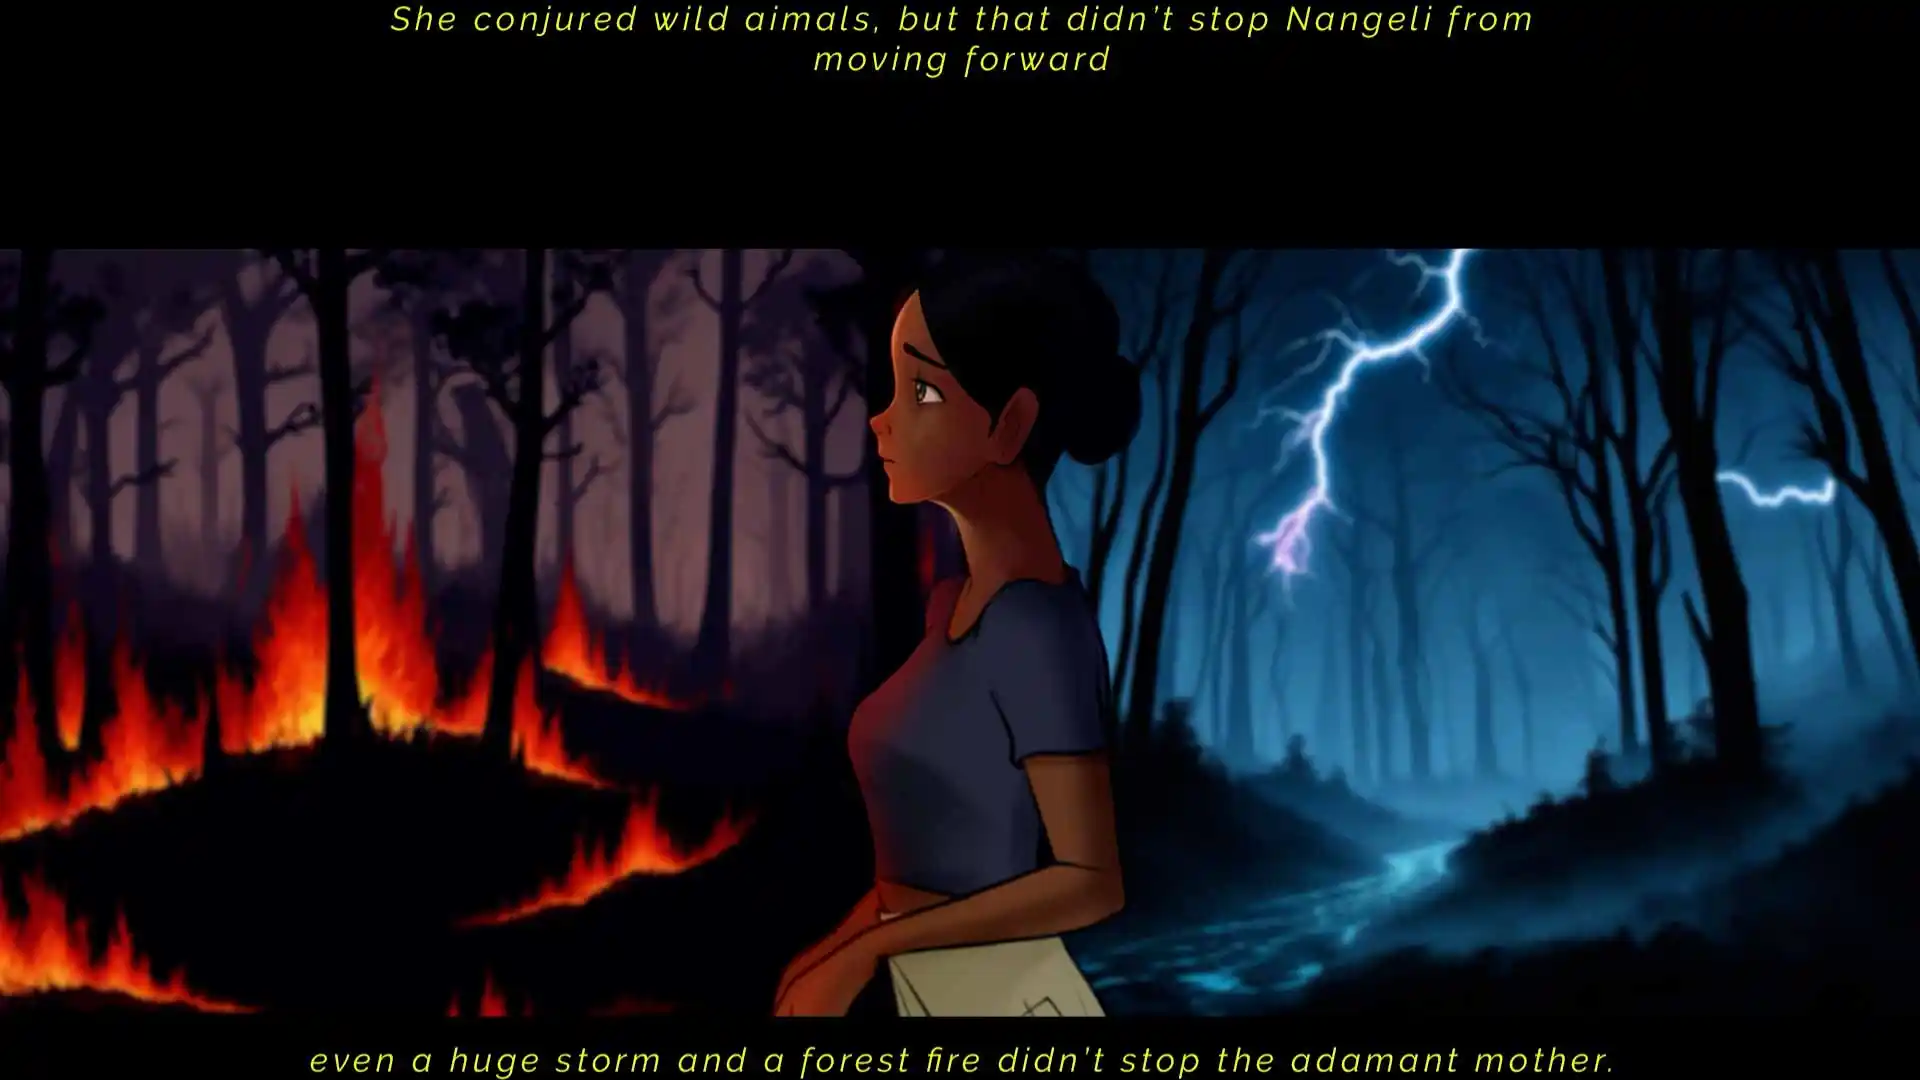 She conjured wild aimals, but that didn't stop Nangeli from
moving forward
even a huge storm and a forest fire didn't stop the adamant mother.